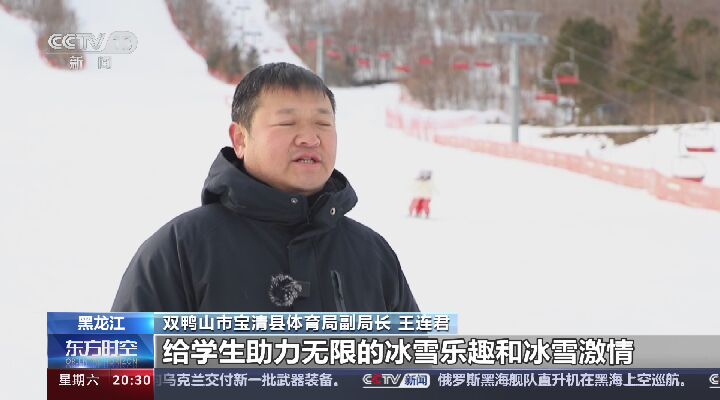 CCTV 13
新闻
黑龙江
双鸭山市宝清县体育局副局长 王连君
东方时空
给学生助力无限的冰雪乐趣和冰雪激情
星期六 20:30
乌克兰交付新一批武器装备。 CCTV 新闻 俄罗斯黑海舰队直升机在黑海上空巡航。